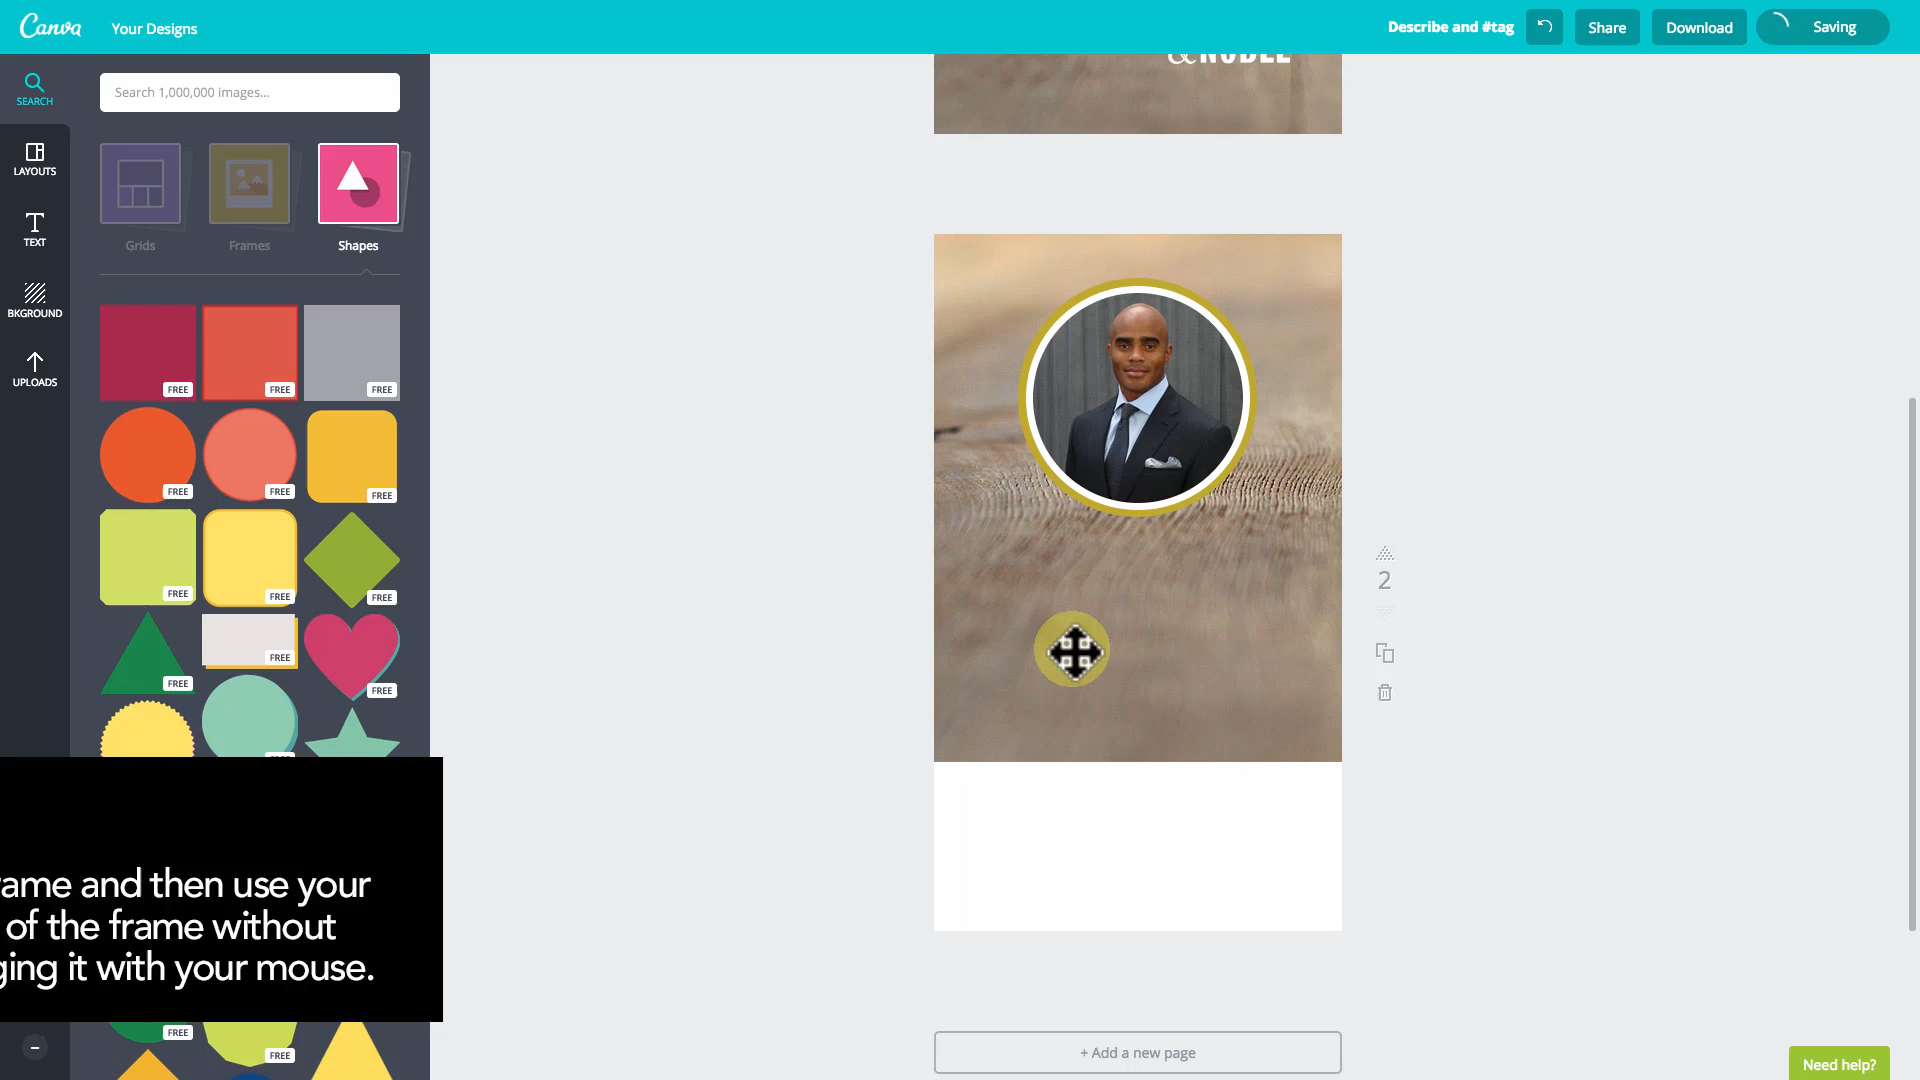 Canva
Your Designs
Describe and #tag
Share
Download
Saving
SEARCH
Search 1,000,000 images...
LAYOUTS
TEXT
BKGROUND
UPLOADS
Grids
Frames
Shapes
FREE
FREE
FREE
FREE
FREE
FREE
FREE
FREE
FREE
FREE
FREE
FREE
&NOBLE
2
ame and then use your
of the frame without
ging it with your mouse.
FREE
FREE
+ Add a new page
Need help?